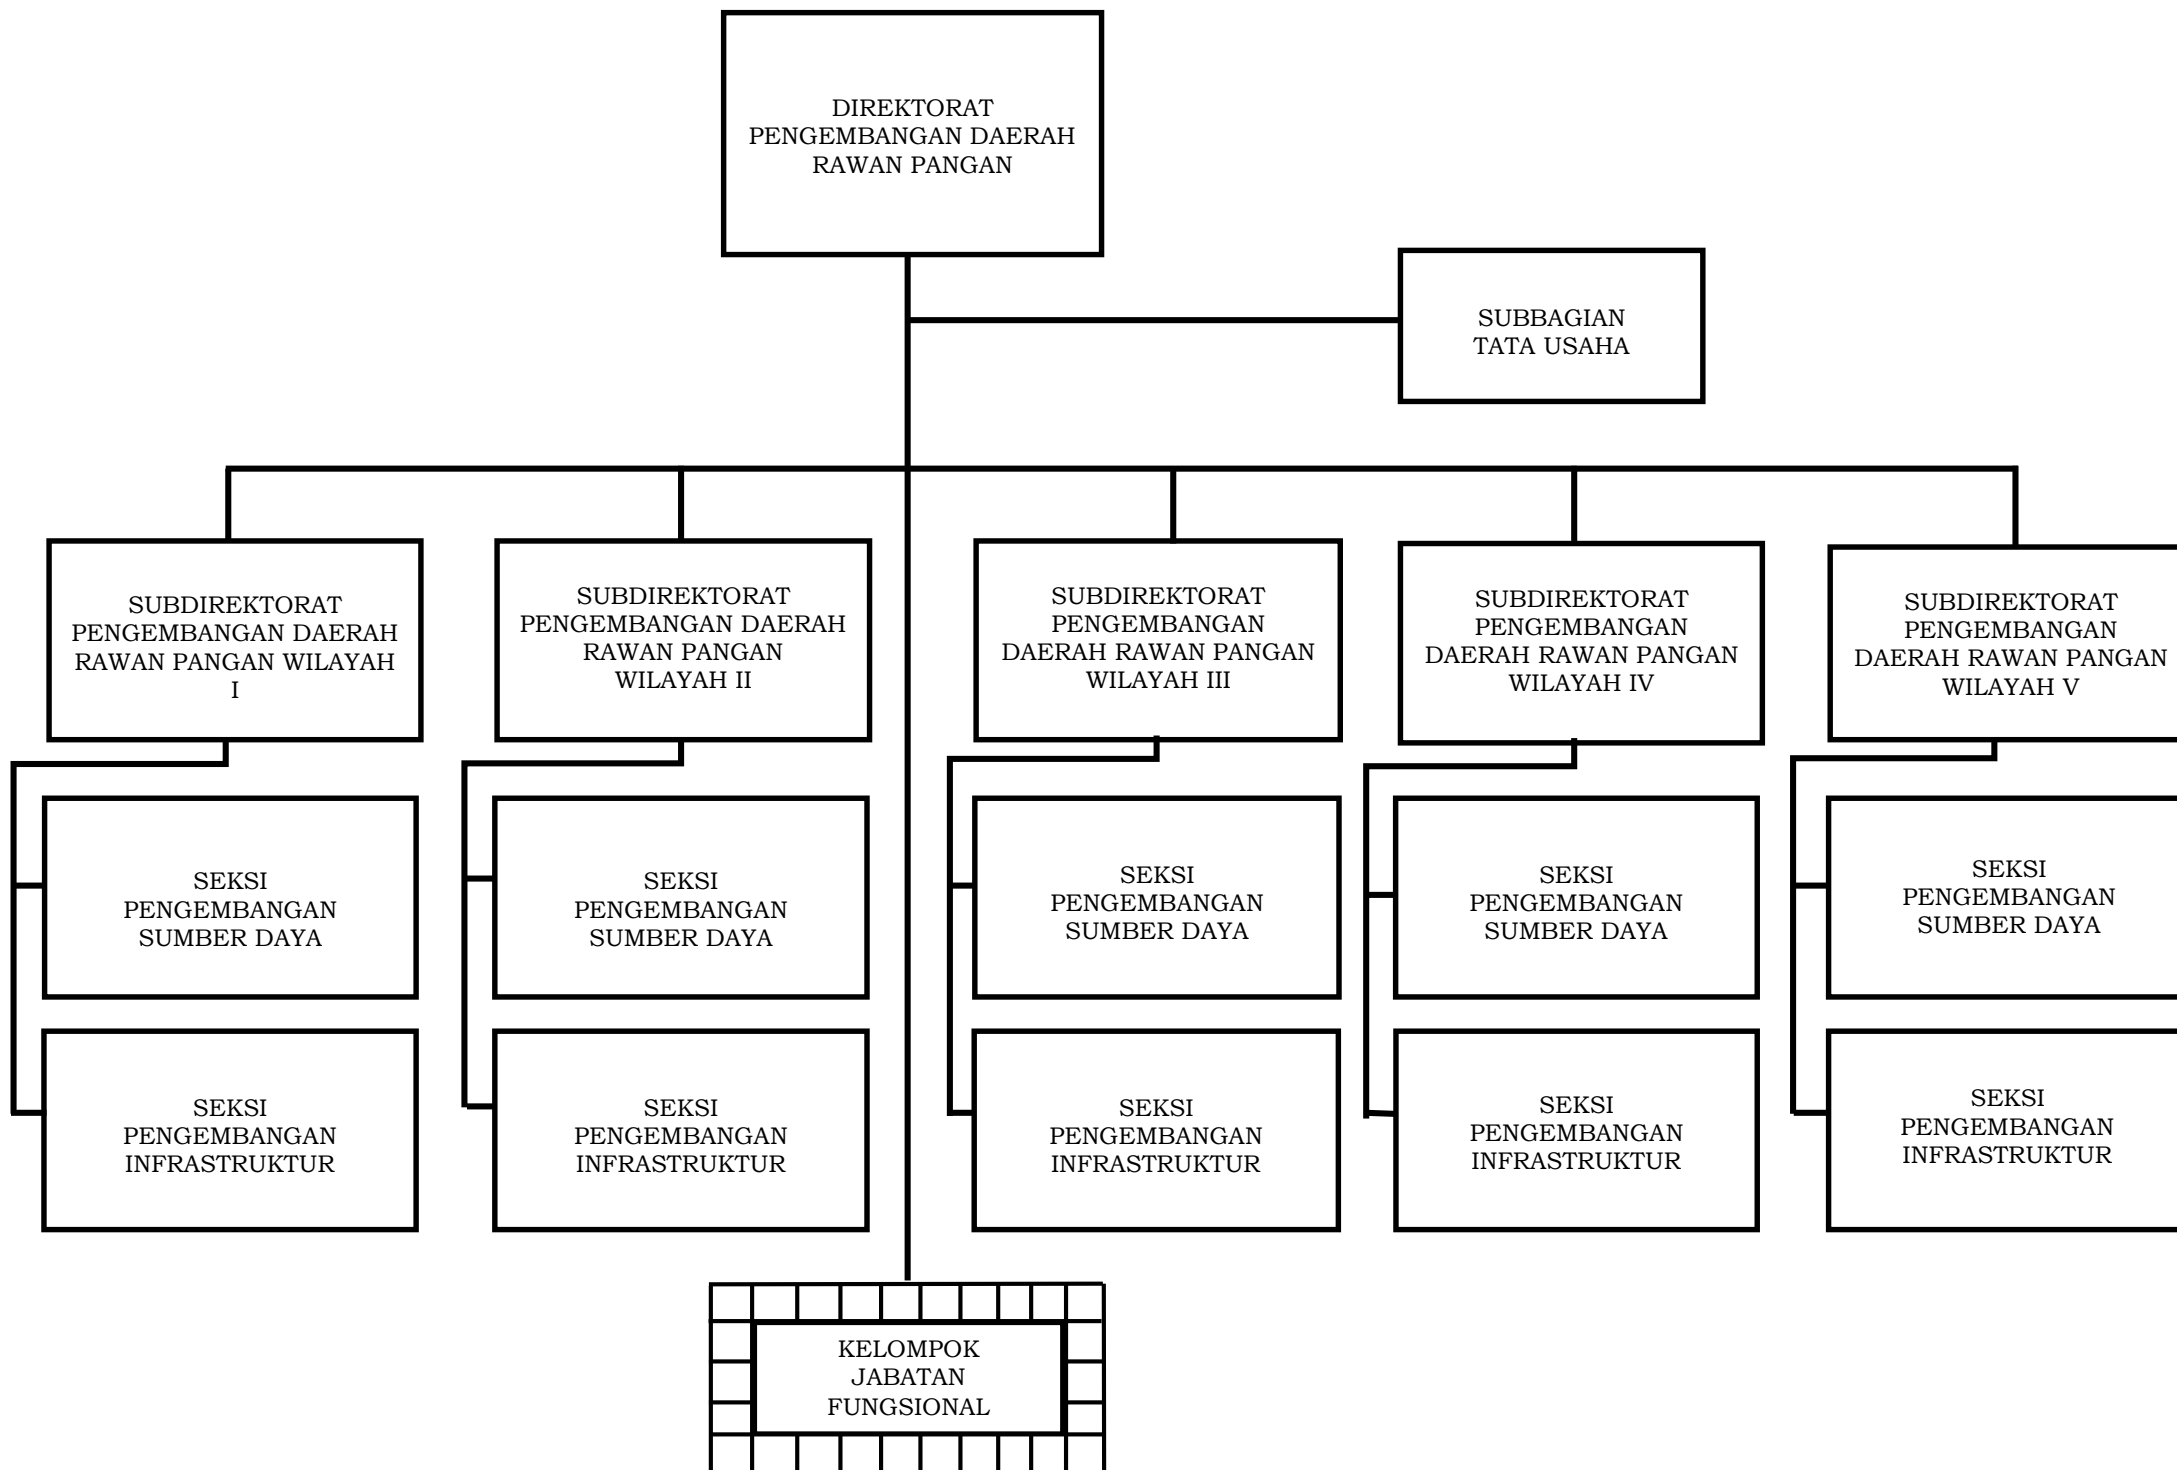 DIREKTORAT
PENGEMBANGAN DAERAH
RAWAN PANGAN
SUBBAGIAN
TATA USAHA
SUBDIREKTORAT
PENGEMBANGAN DAERAH
RAWAN PANGAN WILAYAH
I
SUBDIREKTORAT
PENGEMBANGAN DAERAH
RAWAN PANGAN
WILAYAH II
SUBDIREKTORAT
PENGEMBANGAN
DAERAH RAWAN PANGAN
WILAYAH III
SUBDIREKTORAT
PENGEMBANGAN
DAERAH RAWAN PANGAN
WILAYAH IV
SUBDIREKTORAT
PENGEMBANGAN
DAERAH RAWAN PANGAN
WILAYAH V
SEKSI
PENGEMBANGAN
SUMBER DAYA
SEKSI
PENGEMBANGAN
SUMBER DAYA
SEKSI
PENGEMBANGAN
SUMBER DAYA
SEKSI
PENGEMBANGAN
SUMBER DAYA
SEKSI
PENGEMBANGAN
SUMBER DAYA
SEKSI
PENGEMBANGAN
INFRASTRUKTUR
SEKSI
PENGEMBANGAN
INFRASTRUKTUR
SEKSI
PENGEMBANGAN
INFRASTRUKTUR
SEKSI
PENGEMBANGAN
INFRASTRUKTUR
SEKSI
PENGEMBANGAN
INFRASTRUKTUR
KELOMPOK
JABATAN
FUNGSIONAL